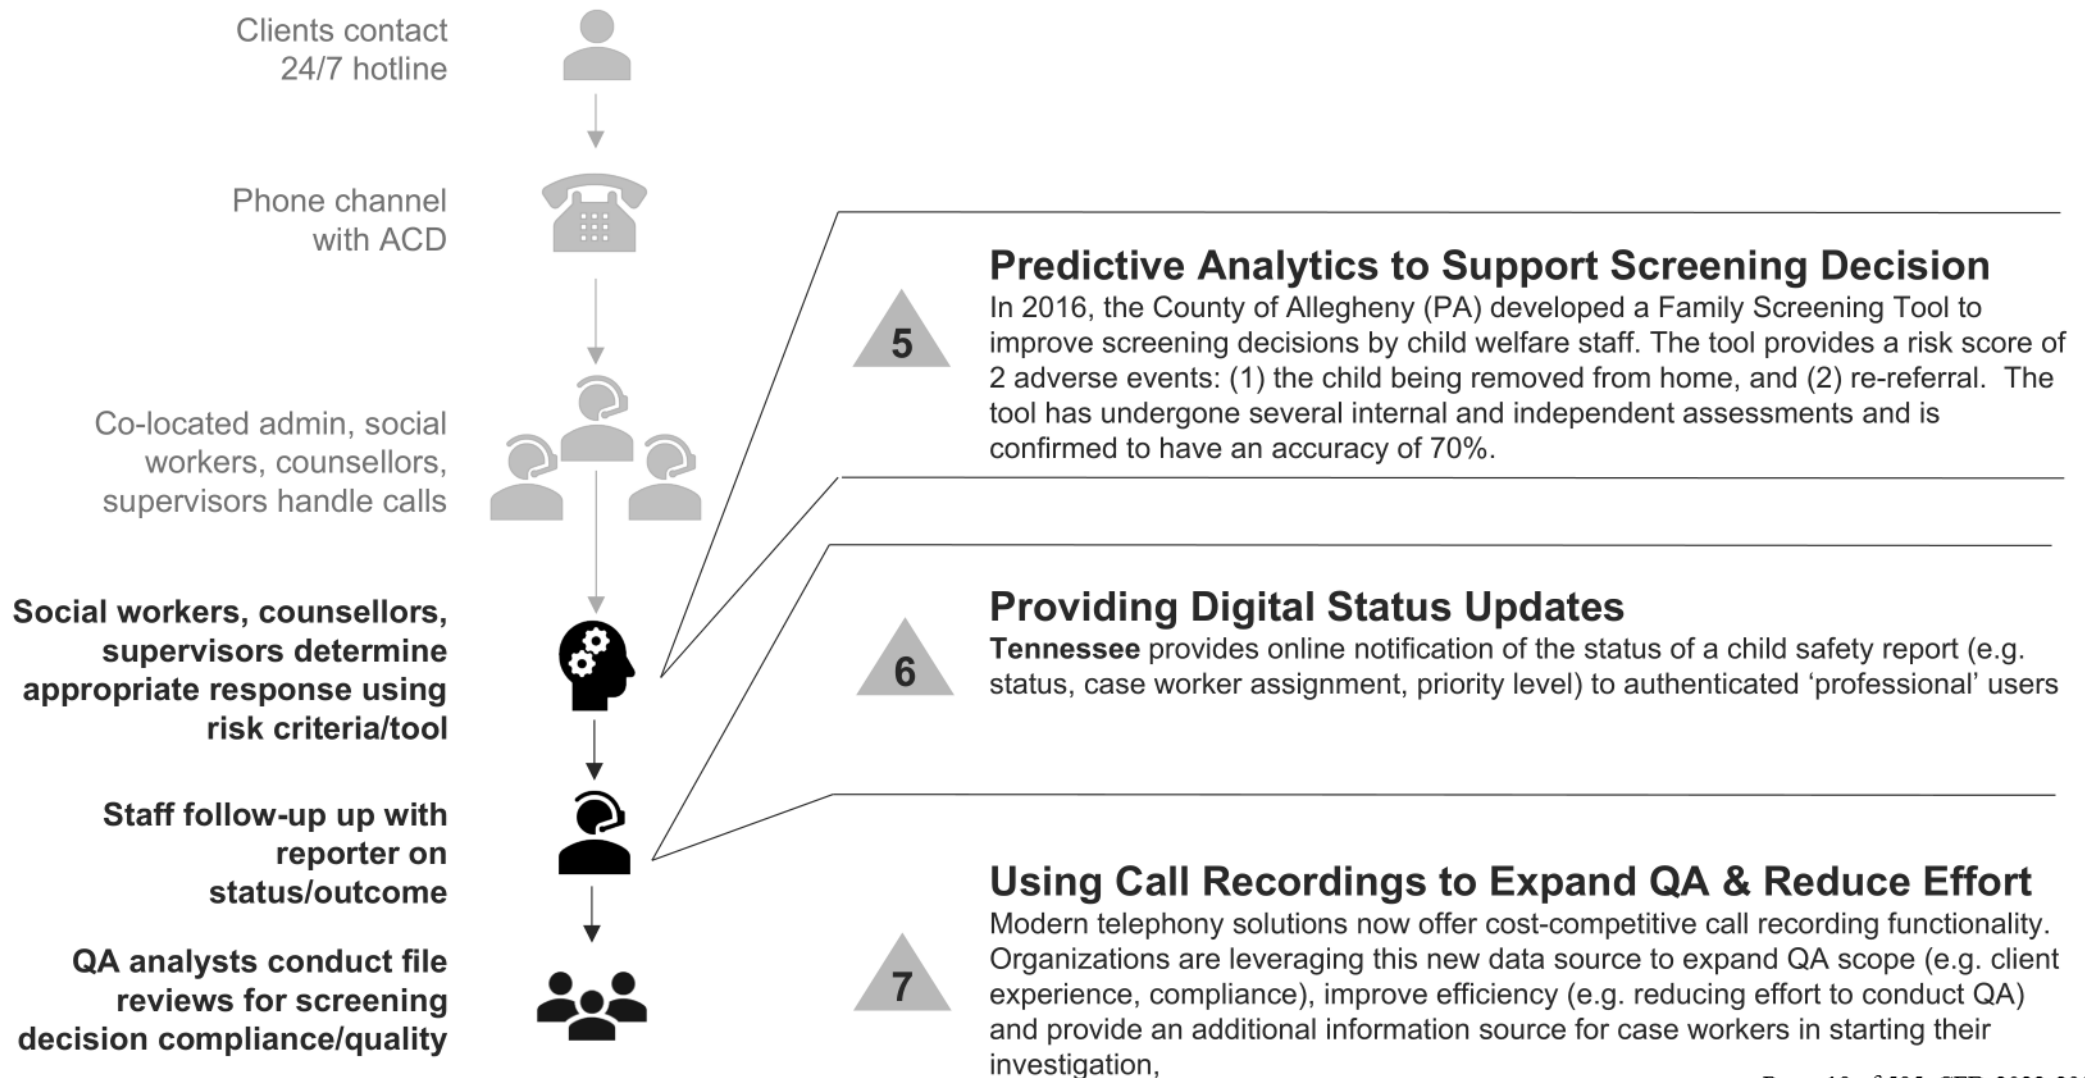 Clients contact
24/7 hotline
Phone channel
with ACD
Co-located admin, social
workers, counsellors,
supervisors handle calls
Social workers, counsellors,
supervisors determine
appropriate response using
risk criteria/tool
Staff follow-up up with
reporter on
status/outcome
QA analysts conduct file
reviews for screening
decision compliance/quality
5
Predictive Analytics to Support Screening Decision
In 2016, the County of Allegheny (PA) developed a Family Screening Tool to
improve screening decisions by child welfare staff. The tool provides a risk score of
2 adverse events: (1) the child being removed from home, and (2) re-referral.  The
tool has undergone several internal and independent assessments and is
confirmed to have an accuracy of 70%.
6
Providing Digital Status Updates
Tennessee provides online notification of the status of a child safety report (e.g.
status, case worker assignment, priority level) to authenticated ‘professional’ users
7
Using Call Recordings to Expand QA & Reduce Effort
Modern telephony solutions now offer cost-competitive call recording functionality.
Organizations are leveraging this new data source to expand QA scope (e.g. client
experience, compliance), improve efficiency (e.g. reducing effort to conduct QA)
and provide an additional information source for case workers in starting their
investigation,